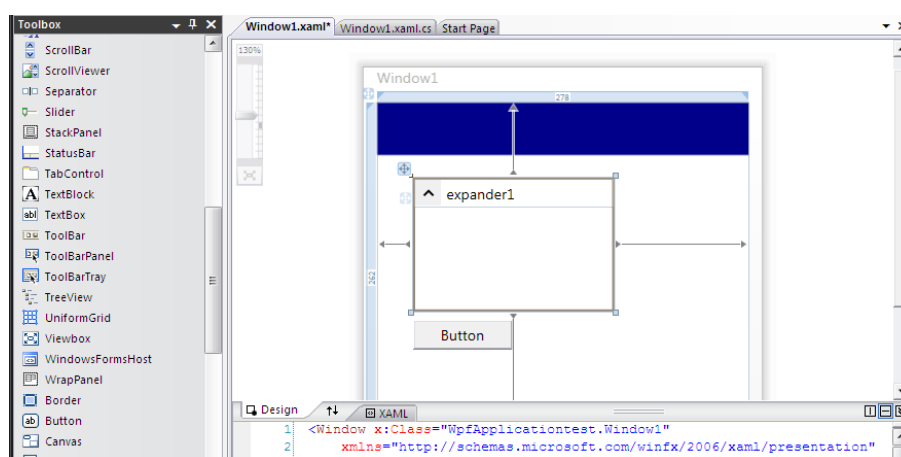 Toolbox
Window1.xaml* Window1.xaml.cs Start Page
ScrollBar
ScrollViewer
Separator
Slider
StackPanel
StatusBar
TabControl
TextBlock
TextBox
ToolBar
ToolBarPanel
ToolBarTray
TreeView
UniformGrid
Viewbox
WindowsFormsHost
WrapPanel
Border
Button
Canvas
130%
Window1
278
262
expander1
Button
Design XAML
1 <Window x:Class="WpfApplicationtest.Window1"
2 xmlns="http://schemas.microsoft.com/winfx/2006/xaml/presentation"